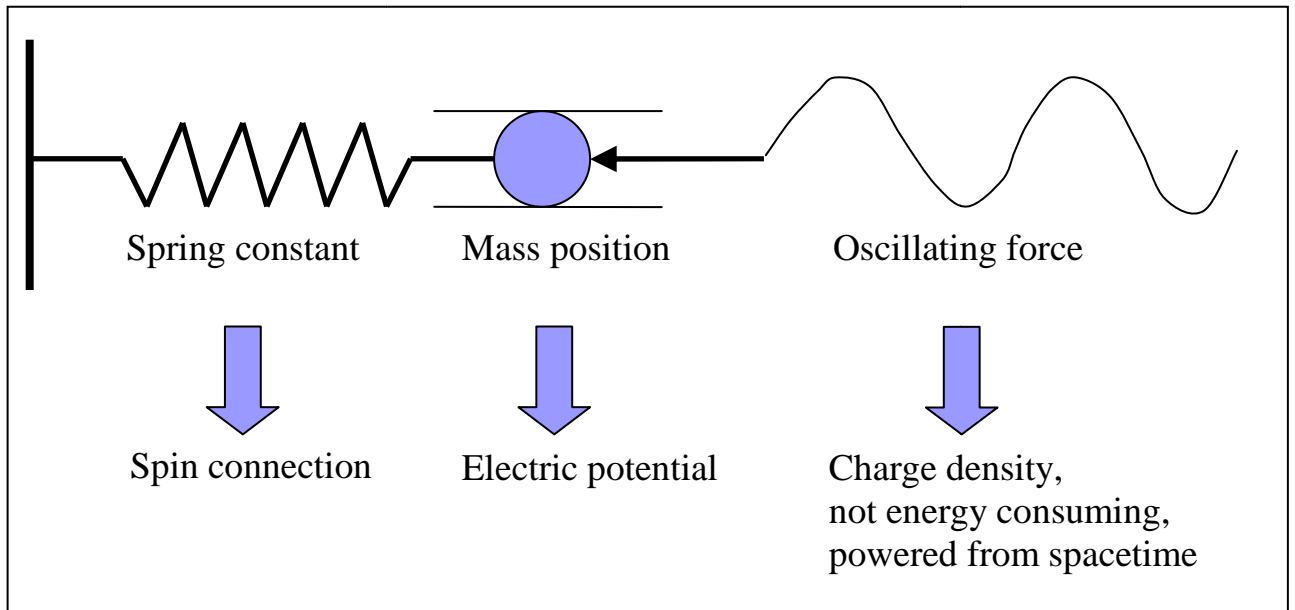 Spring constant
Mass position
Oscillating force
Spin connection
Electric potential
Charge density,
not energy consuming,
powered from spacetime